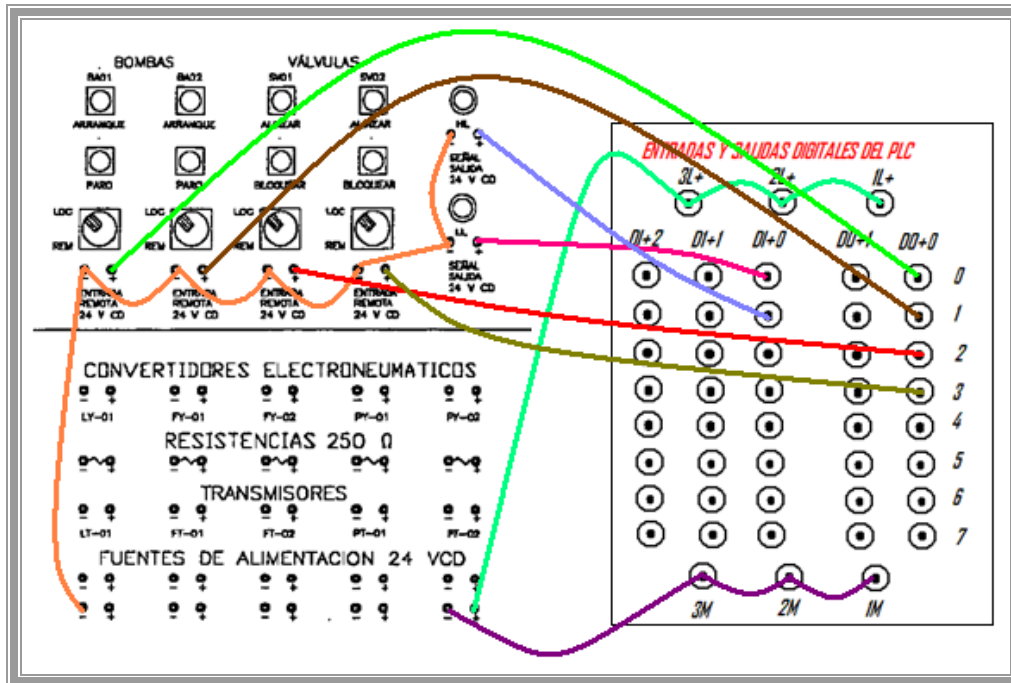 BOMBAS VÁLVULAS
BA01 BA02 SV01 SV02
ARRANQUE ARRANQUE ALIZAR ALIZAR HL
- +
SEÑAL
SALIDA
24 V CD
PARO PARO BLOQUEAR BLOQUEAR
LOC LOC LOC LOC
REM REM REM REM
LL
- +
SEÑAL
SALIDA
24 V CD
- + - + - + - +
ENTRADA ENTRADA ENTRADA ENTRADA
REMOTA REMOTA REMOTA REMOTA
24 V CD 24 V CD 24 V CD 24 V CD
CONVERTIDORES ELECTRONEUMATICOS
- + - + - + - + - +
LY-01 FY-01 FY-02 PY-01 PY-02
RESISTENCIAS 250 Ω
- + - + - + - + - +
TRANSMISORES
- + - + - + - + - +
LT-01 FT-01 FT-02 PT-01 PT-02
FUENTES DE ALIMENTACION 24 VCD
- + - + - + - + - +
- + - + - + - + - +
ENTRADAS Y SALIDAS DIGITALES DEL PLC
3L+ 2L+ 1L+
DI+2 DI+1 DI+0 DO+1 DO+0
0
1
2
3
4
5
6
7
3M 2M 1M